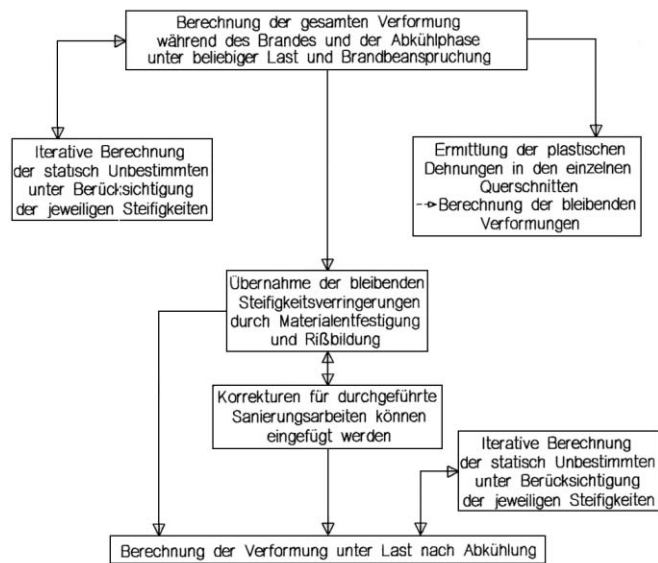 Berechnung der gesamten Verformung
während des Brandes und der Abkühlphase
unter beliebiger Last und Brandbeanspruchung
Iterative Berechnung
der statisch Unbestimmten
unter Berücksichtigung
der jeweiligen Steifigkeiten
Ermittlung der plastischen
Dehnungen in den einzelnen
Querschnitten
Berechnung der bleibenden
Verformungen
Übernahme der bleibenden
Steifigkeitsverringerungen
durch Materialentfestigung
und Rißbildung
Korrekturen für durchgeführte
Sanierungsarbeiten können
eingefügt werden
Iterative Berechnung
der statisch Unbestimmten
unter Berücksichtigung
der jeweiligen Steifigkeiten
Berechnung der Verformung unter Last nach Abkühlung